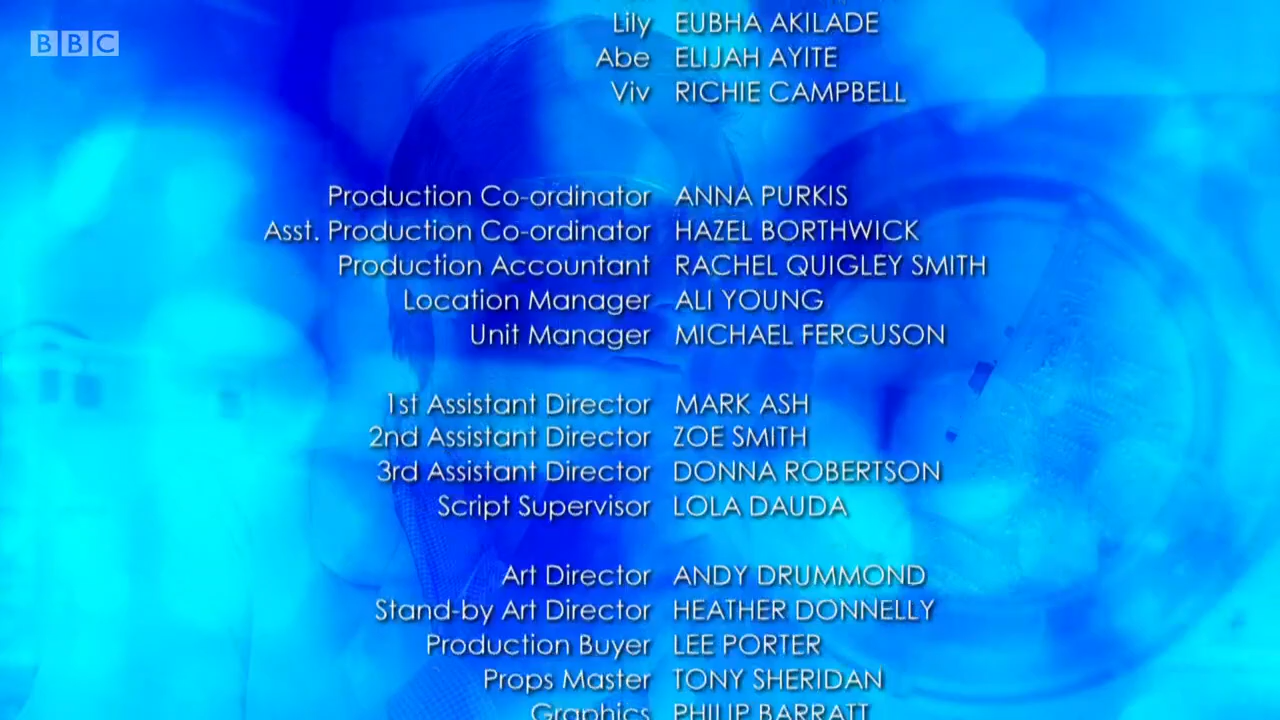 BBC
Lily EUBHA AKILADE
Abe ELIJAH AYITE
Viv RICHIE CAMPBELL
Production Co-ordinator ANNA PURKIS
Asst. Production Co-ordinator HAZEL BORTHWICK
Production Accountant RACHEL QUIGLEY SMITH
Location Manager ALI YOUNG
Unit Manager MICHAEL FERGUSON
1st Assistant Director MARK ASH
2nd Assistant Director ZOE SMITH
3rd Assistant Director DONNA ROBERTSON
Script Supervisor LOLA DAUDA
Art Director ANDY DRUMMOND
Stand-by Art Director HEATHER DONNELLY
Production Buyer LEE PORTER
Props Master TONY SHERIDAN
Graphics PHILIP BARRATT